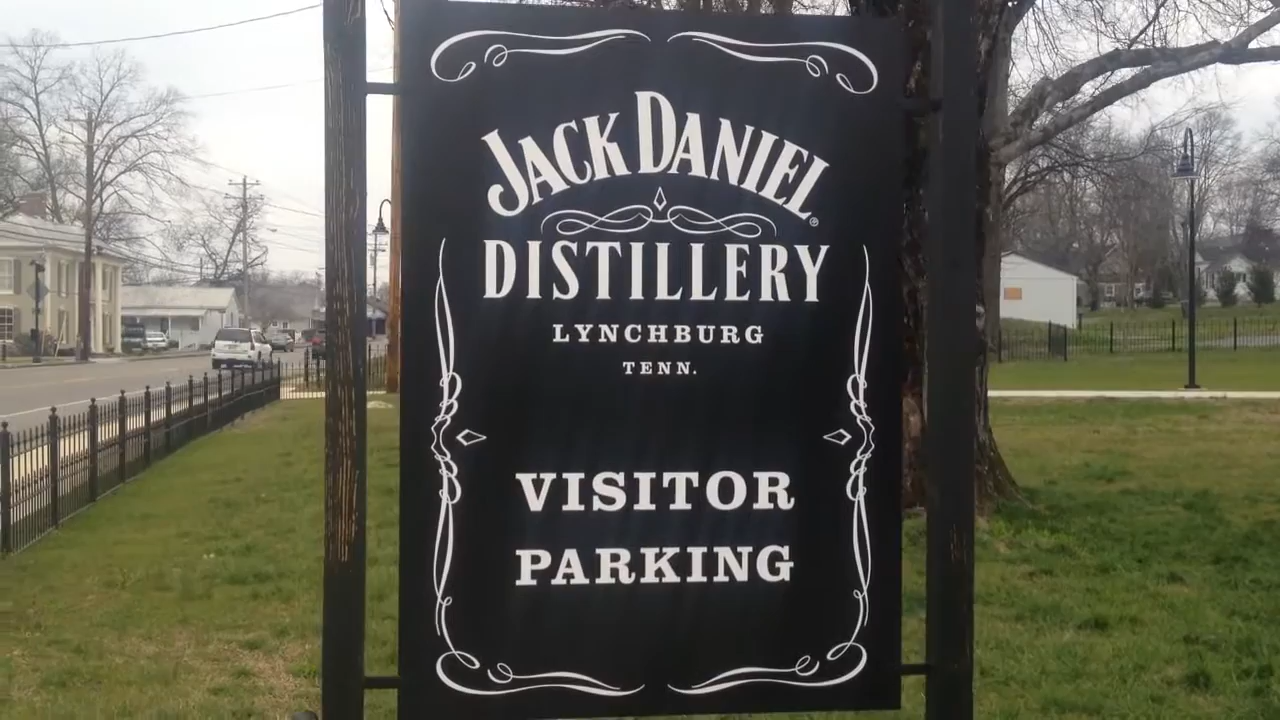 JACK DANIEL®
DISTILLERY
LYNCHBURG
TENN.
VISITOR
PARKING